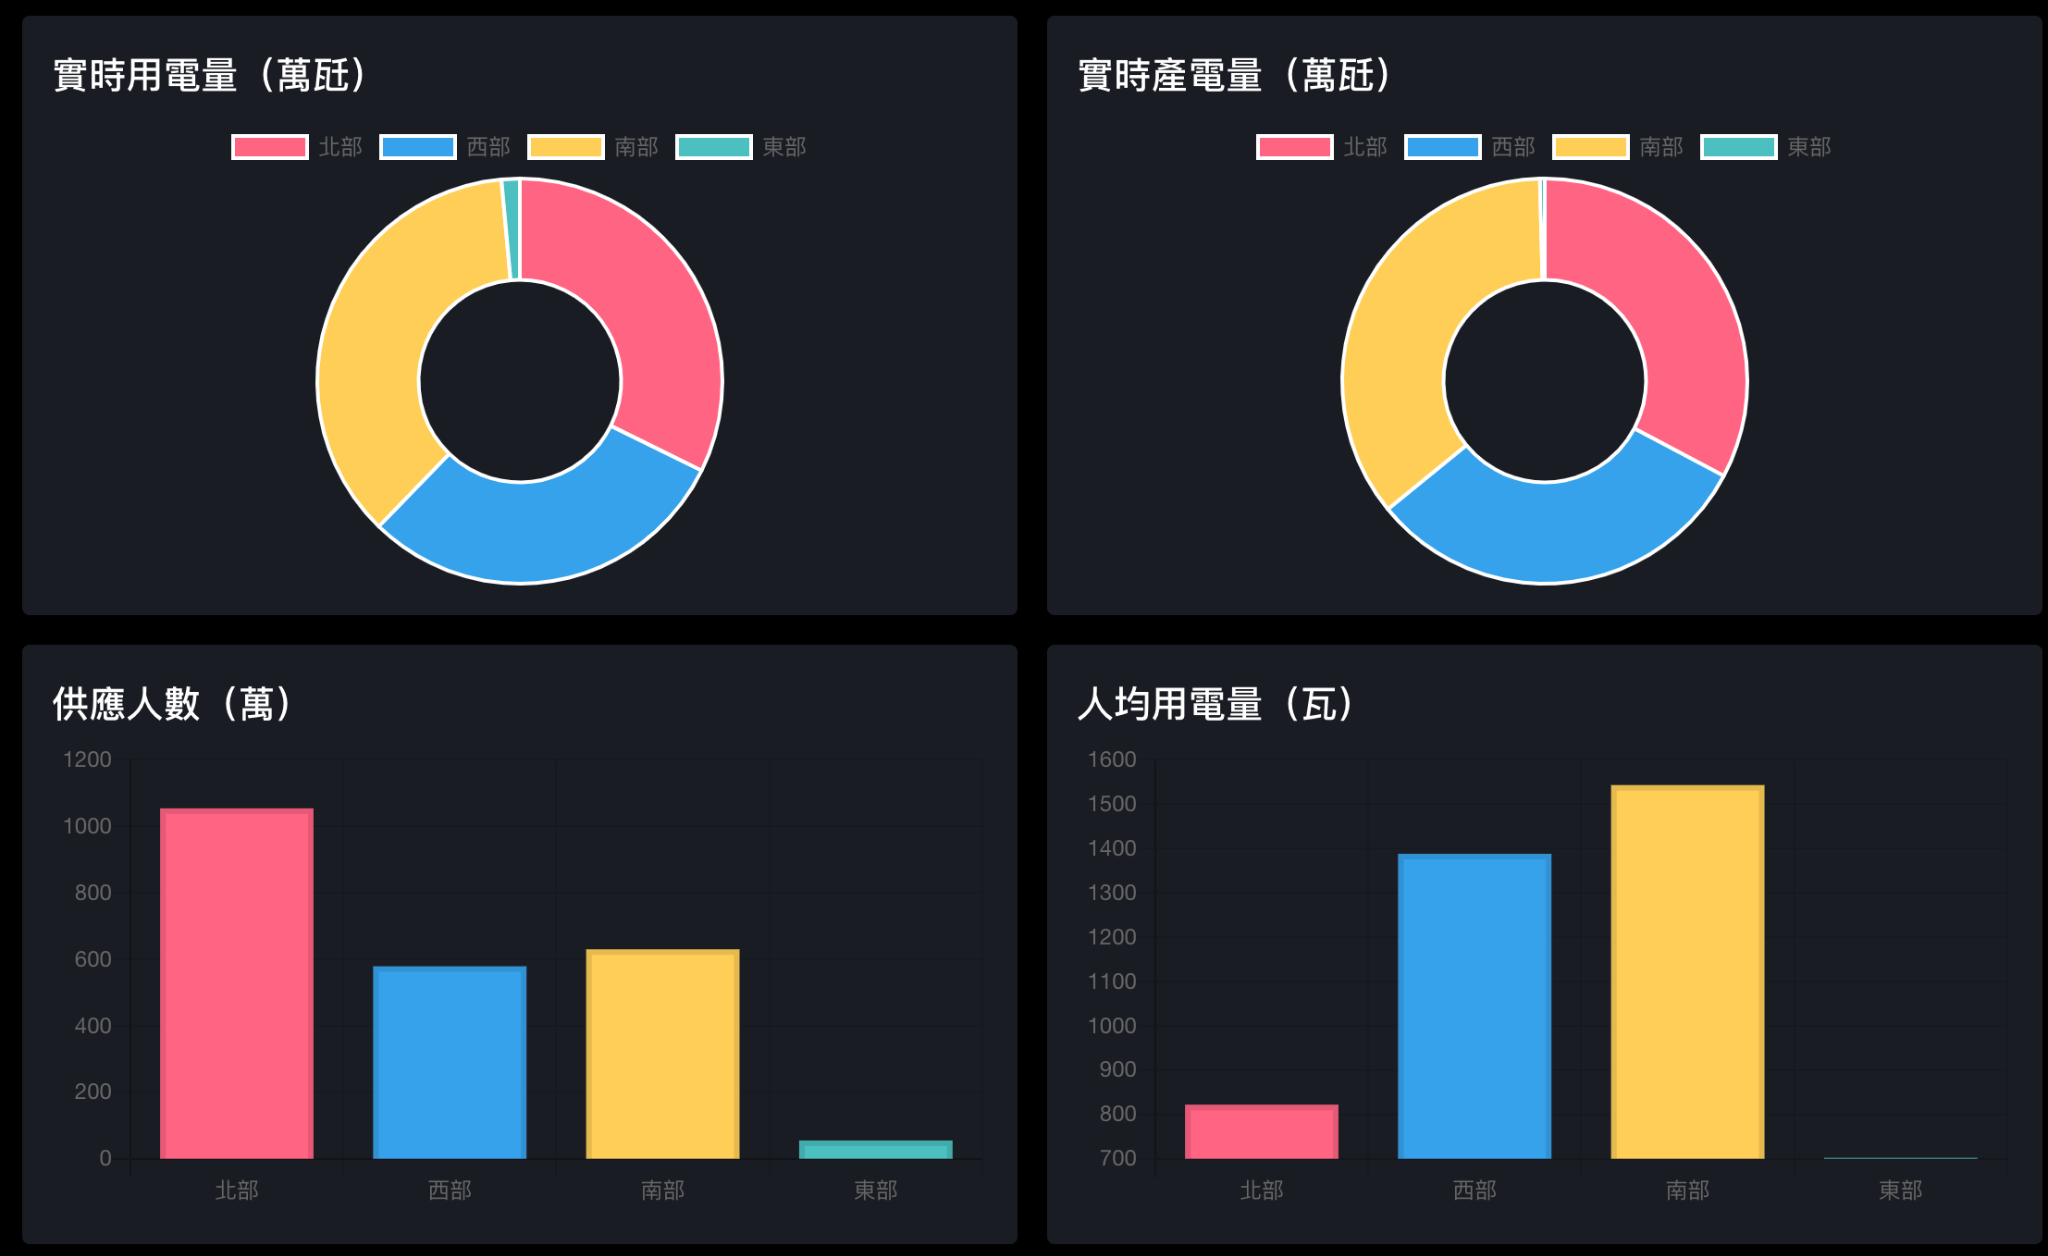 實時用電量（萬瓩）
北部 西部 南部 東部
實時產電量（萬瓩）
北部 西部 南部 東部
供應人數（萬）
1200
1000
800
600
400
200
0
北部 西部 南部 東部
人均用電量（瓦）
1600
1500
1400
1300
1200
1100
1000
900
800
700
北部 西部 南部 東部